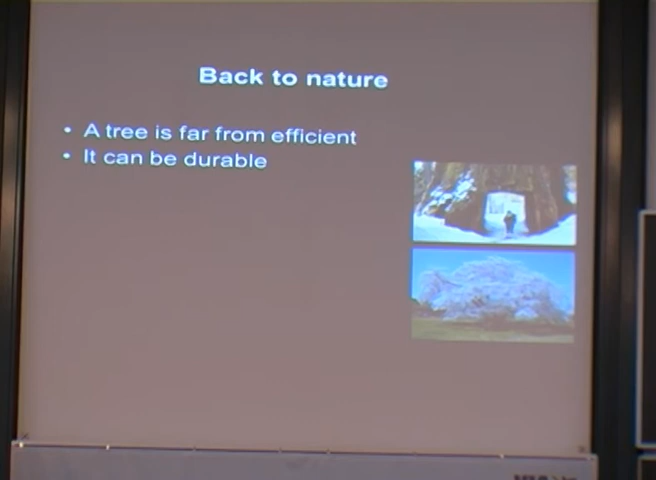 Back to nature
• A tree is far from efficient
• It can be durable